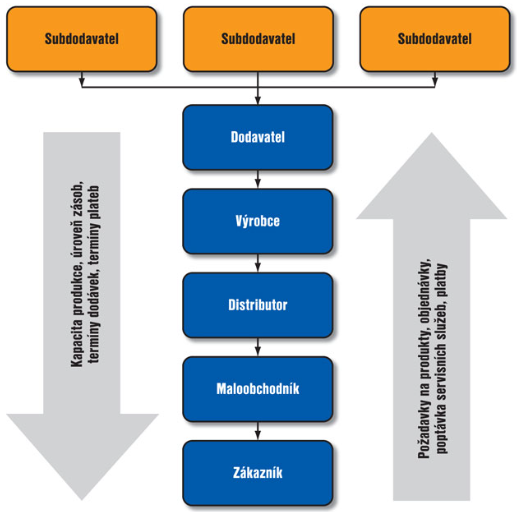 Subdodavatel
Subdodavatel
Subdodavatel
Dodavatel
Výrobce
Distributor
Maloobchodník
Zákazník
Kapacita produkce, úroveň zásob,
termíny dodávek, termíny plateb
Požadavky na produkty, objednávky,
poptávka servisních služeb, platby